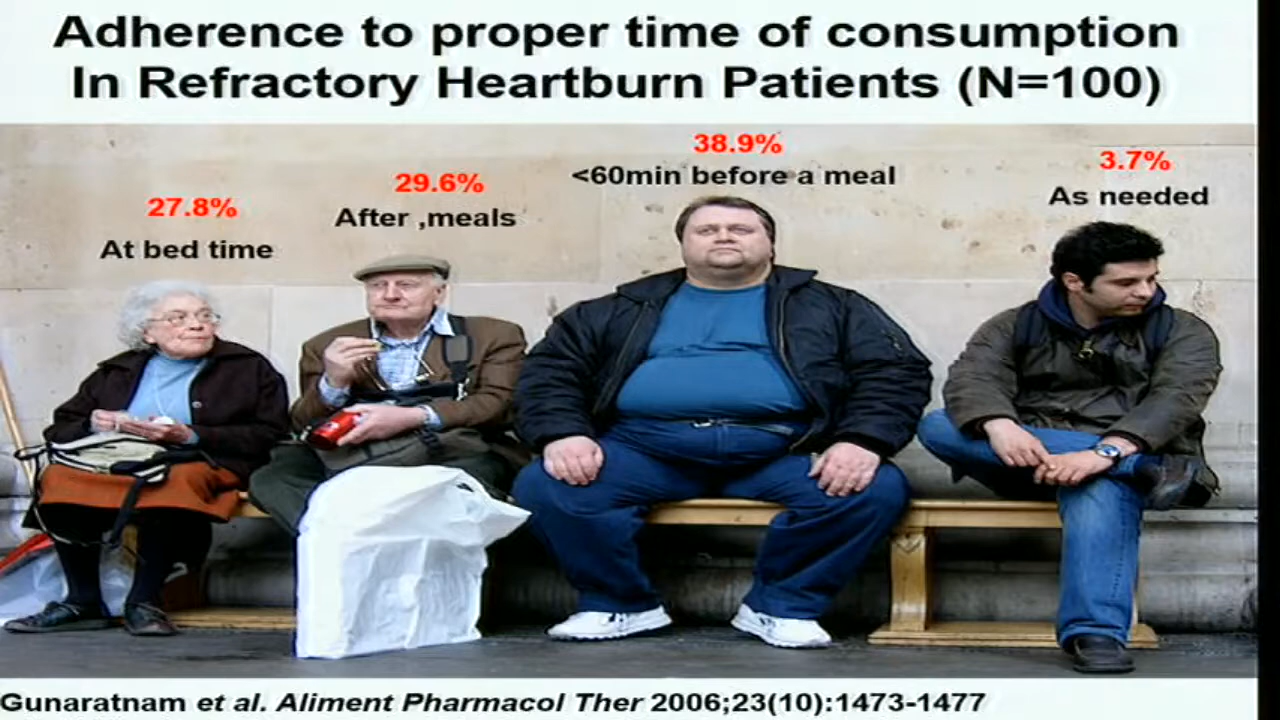 Adherence to proper time of consumption
In Refractory Heartburn Patients (N=100)
38.9%
<60min before a meal
3.7%
As needed
29.6%
After ,meals
27.8%
At bed time
Gunaratnam et al. Aliment Pharmacol Ther 2006;23(10):1473-1477